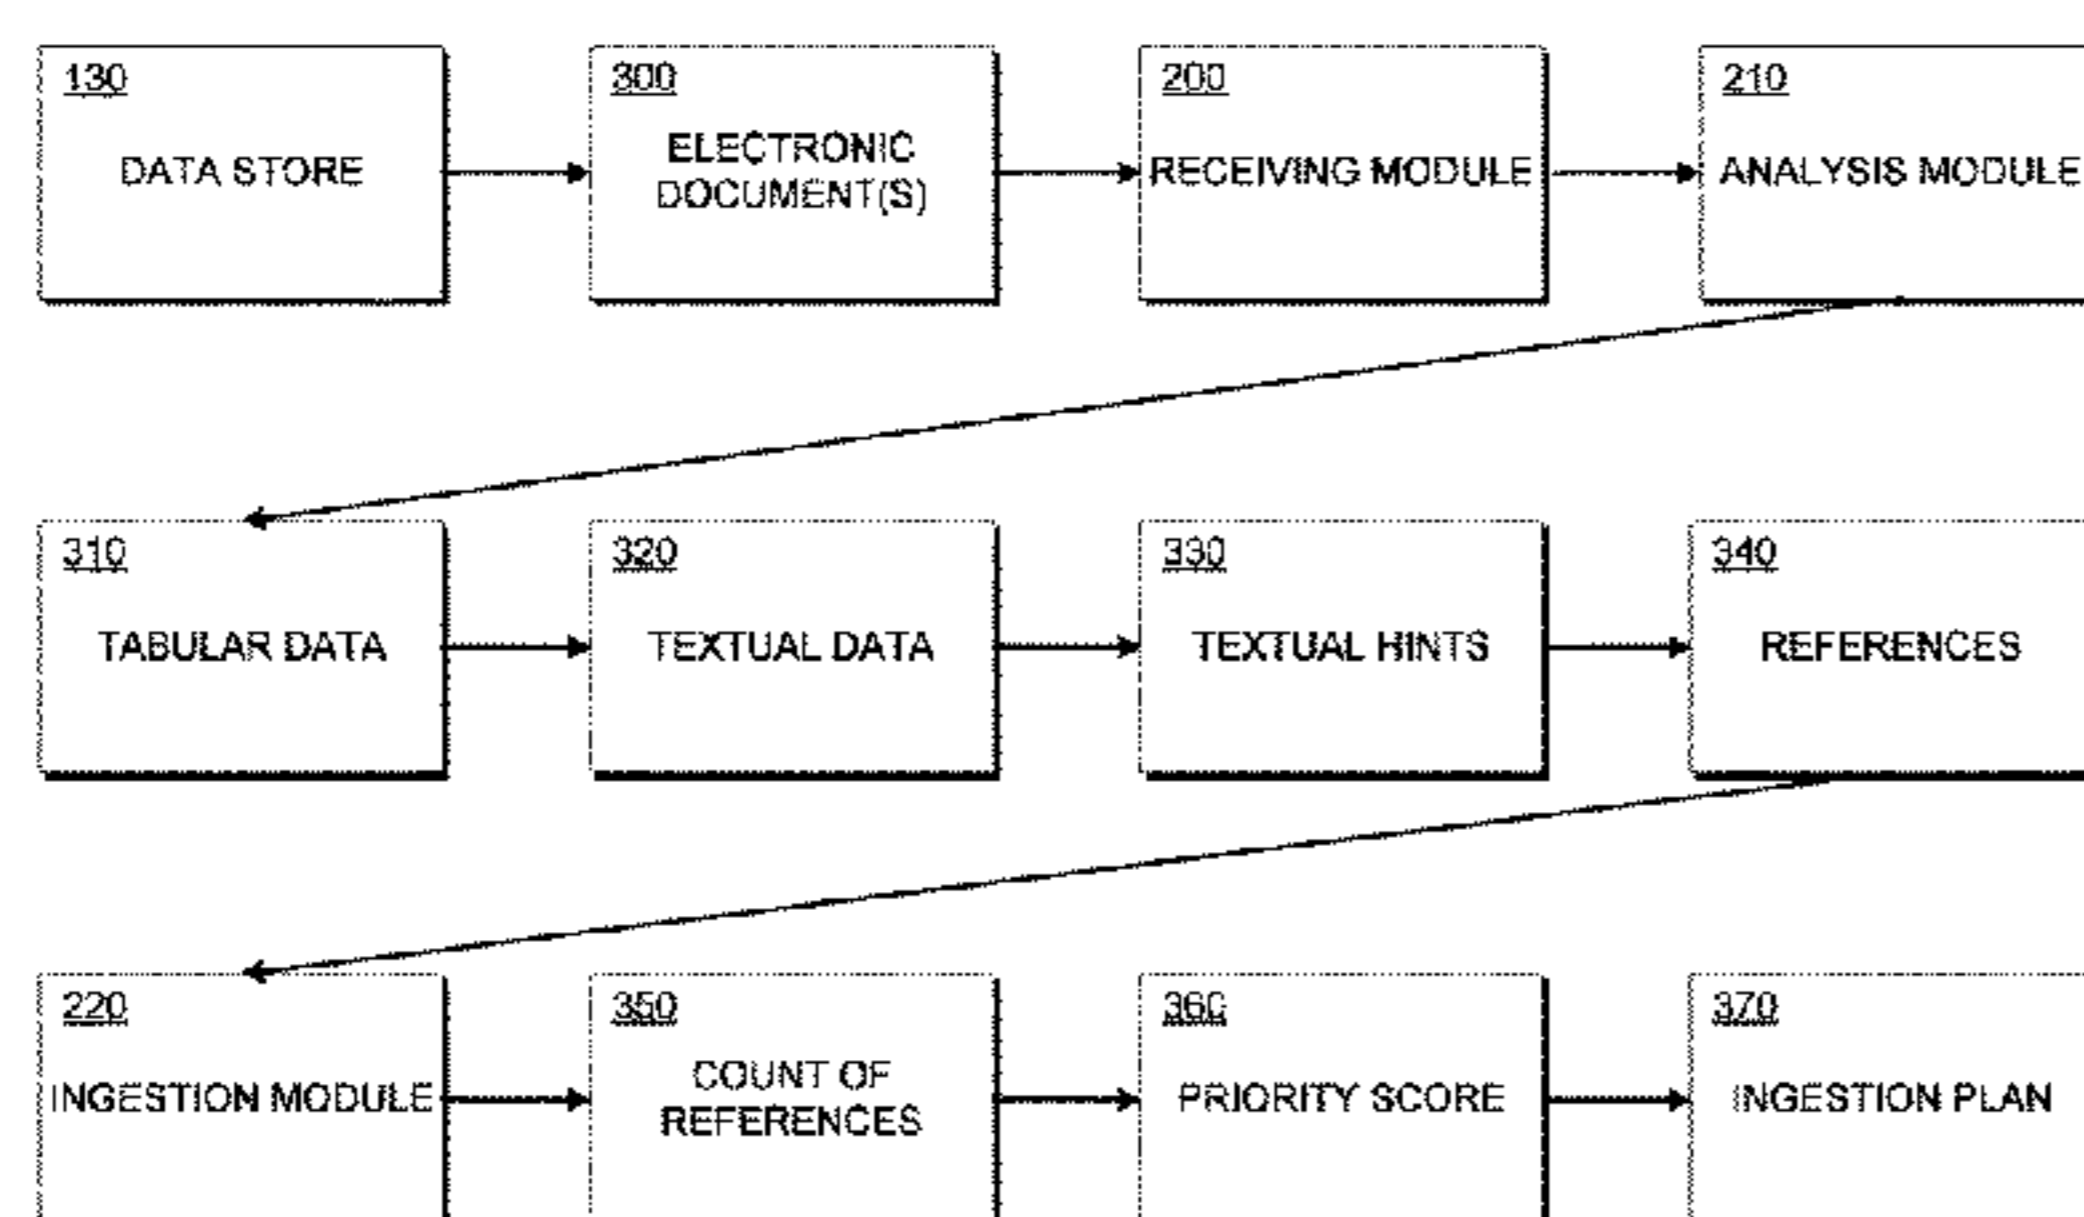 130
DATA STORE
300
ELECTRONIC
DOCUMENT(S)
200
RECEIVING MODULE
210
ANALYSIS MODULE
310
TABULAR DATA
320
TEXTUAL DATA
330
TEXTUAL HINTS
340
REFERENCES
220
INGESTION MODULE
350
COUNT OF
REFERENCES
360
PRIORITY SCORE
370
INGESTION PLAN